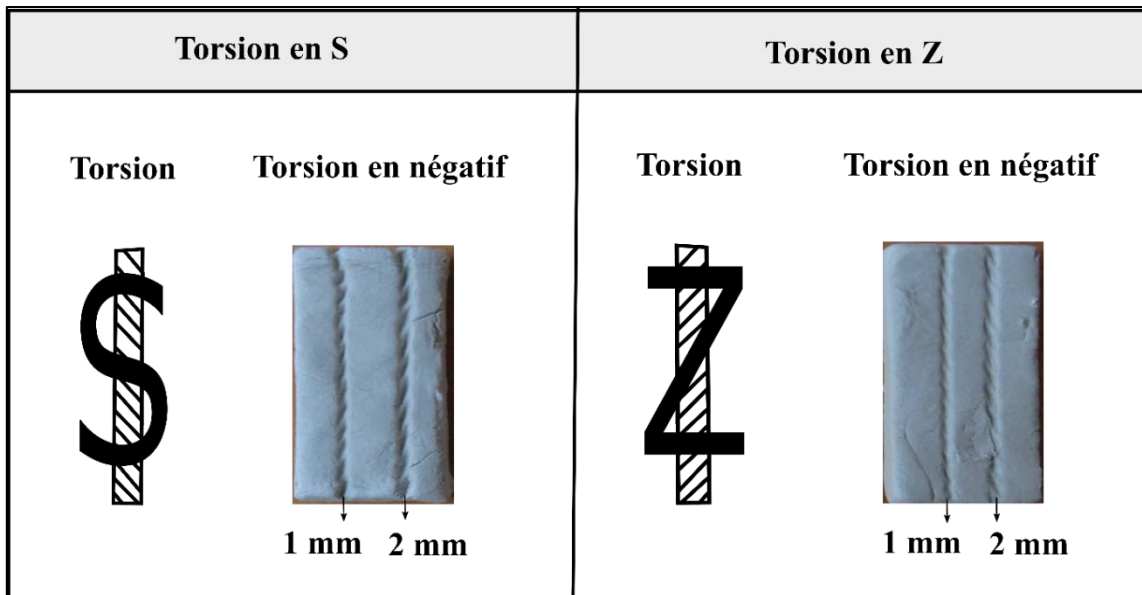 Torsion en S
Torsion en Z
Torsion
Torsion en négatif
S
1 mm
2 mm
Torsion
Torsion en négatif
Z
1 mm
2 mm